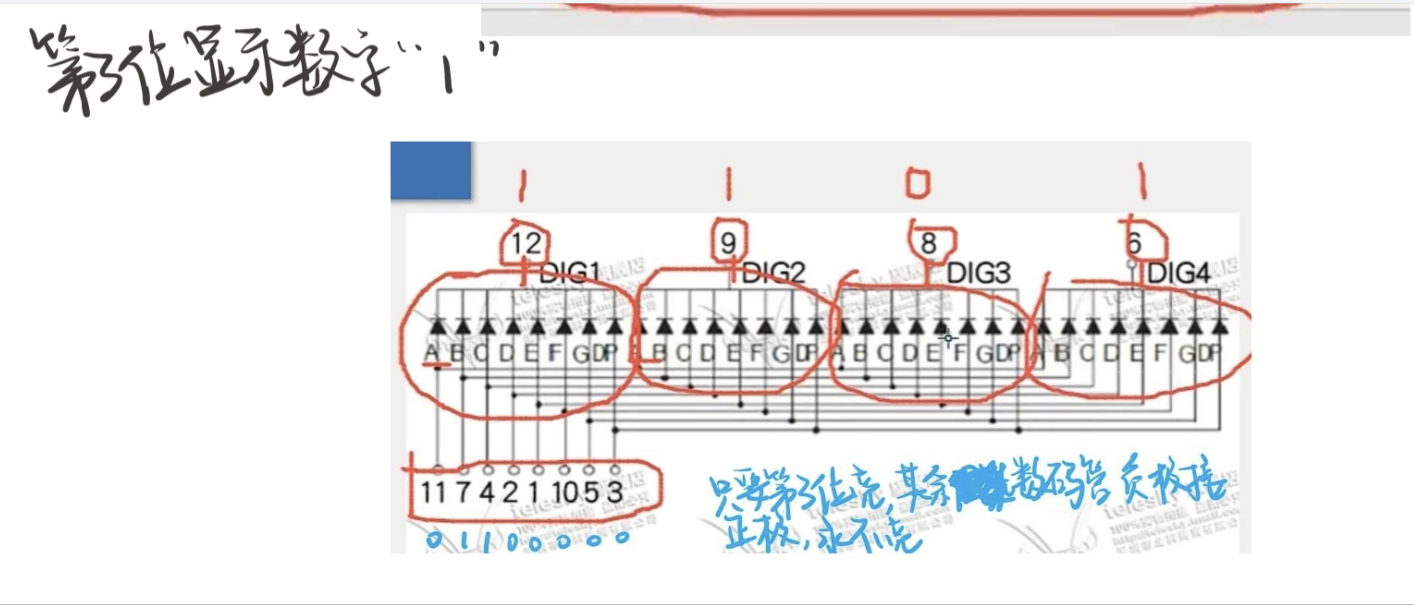 第3位显示数字“1”
1 1 0 1
12 9 8 6
DIG1 DIG2 DIG3 DIG4
A B C D E F G DP A B C D E F G DP A B C D E F G DP A B C D E F G DP
11 7 4 2 1 10 5 3
0 1 1 0 0 0 0 0
只要第3位亮,其余数码管负极接
正极,永不亮